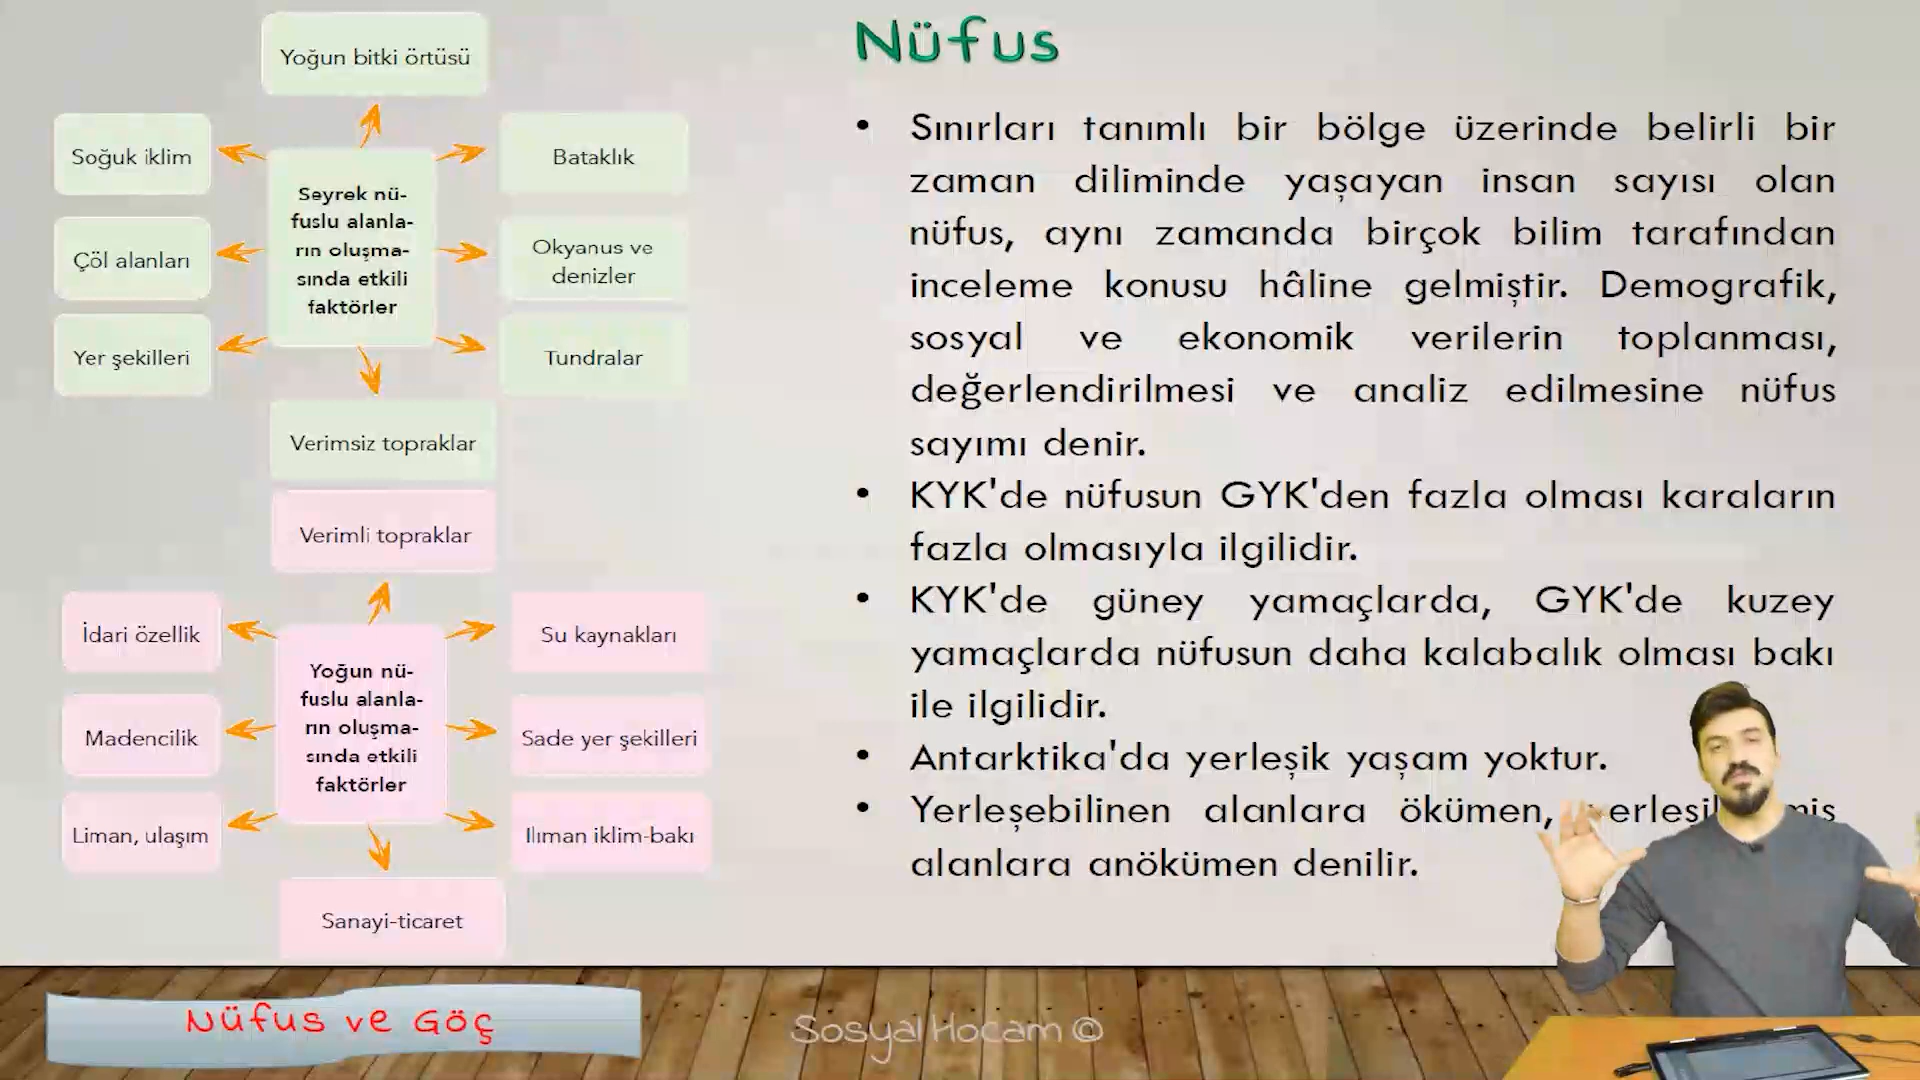 Yoğun bitki örtüsü
Soğuk iklim
Bataklık
Seyrek nü-
fuslu alanla-
rın oluşma-
sında etkili
faktörler
Çöl alanları
Okyanus ve
denizler
Yer şekilleri
Tundralar
Verimsiz topraklar
Verimli topraklar
İdari özellik
Su kaynakları
Yoğun nü-
fuslu alanla-
rın oluşma-
sında etkili
faktörler
Madencilik
Sade yer şekilleri
Liman, ulaşım
Ilıman iklim-bakı
Sanayi-ticaret
Nüfus
• Sınırları tanımlı bir bölge üzerinde belirli bir
zaman diliminde yaşayan insan sayısı olan
nüfus, aynı zamanda birçok bilim tarafından
inceleme konusu hâline gelmiştir. Demografik,
sosyal ve ekonomik verilerin toplanması,
değerlendirilmesi ve analiz edilmesine nüfus
sayımı denir.
• KYK'de nüfusun GYK'den fazla olması karaların
fazla olmasıyla ilgilidir.
• KYK'de güney yamaçlarda, GYK'de kuzey
yamaçlarda nüfusun daha kalabalık olması bakı
ile ilgilidir.
• Antarktika'da yerleşik yaşam yoktur.
• Yerleşebilinen alanlara ökümen,
alanlara anökümen denilir.
Nüfus ve Göç
Sosyal Hocam ©